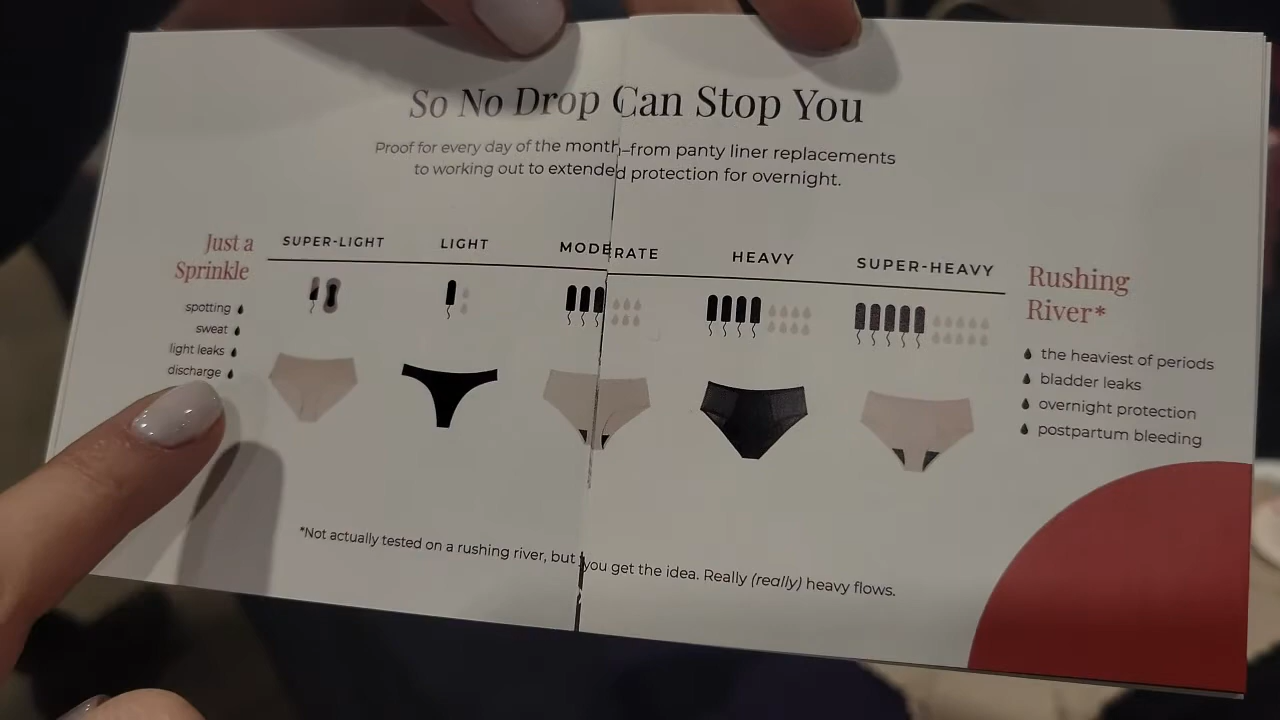 So No Drop Can Stop You
Proof for every day of the month–from panty liner replacements
to working out to extended protection for overnight.
Just a
Sprinkle
spotting
sweat
light leaks
discharge
SUPER-LIGHT
LIGHT
MODERATE
HEAVY
SUPER-HEAVY
Rushing
River*
the heaviest of periods
bladder leaks
overnight protection
postpartum bleeding
*Not actually tested on a rushing river, but you get the idea. Really (really) heavy flows.